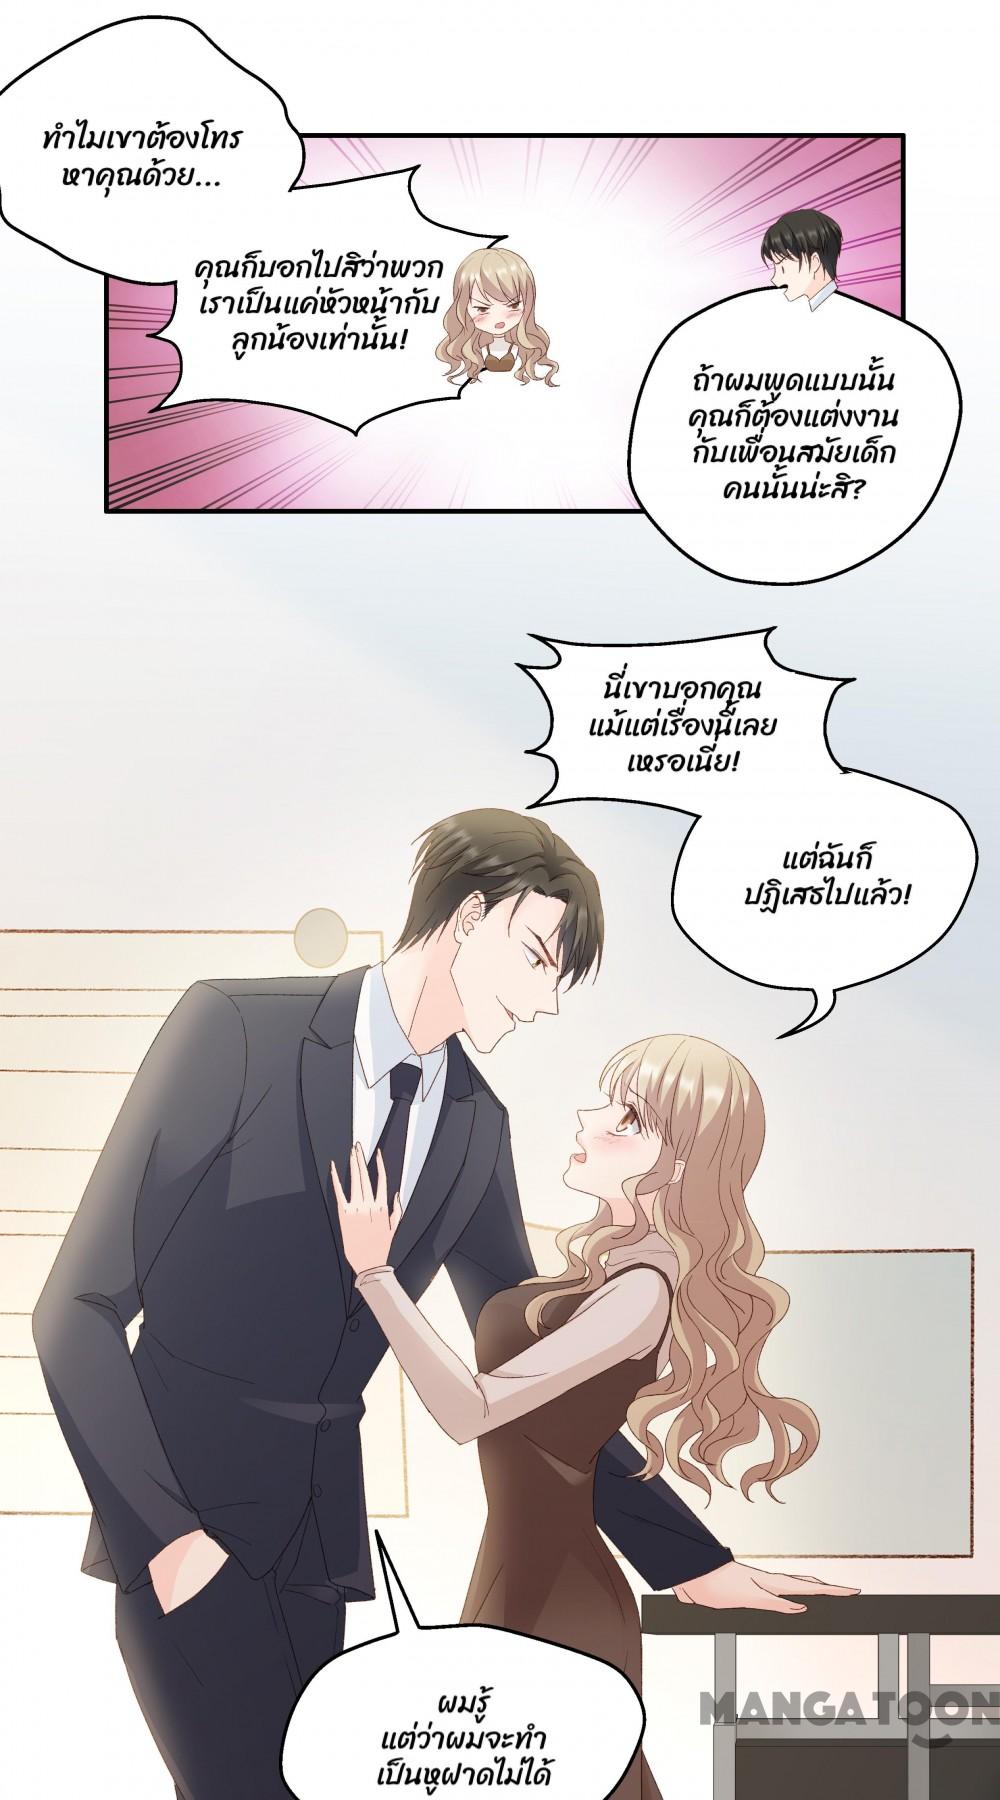 ทำไมเขาต้องโทร
หาคุณด้วย...
คุณก็บอกไปสิว่าพวก
เราเป็นแค่หัวหน้ากับ
ลูกน้องเท่านั้น!
ถ้าผมพูดแบบนั้น
คุณก็ต้องแต่งงาน
กับเพื่อนสมัยเด็ก
คนนั้นน่ะสิ?
นี่เขาบอกคุณ
แม้แต่เรื่องนี้เลย
เหรอเนี่ย!
แต่ฉันก็
ปฏิเสธไปแล้ว!
ผมรู้
แต่ว่าผมจะทำ
เป็นหูฝาดไม่ได้
MANGATOON